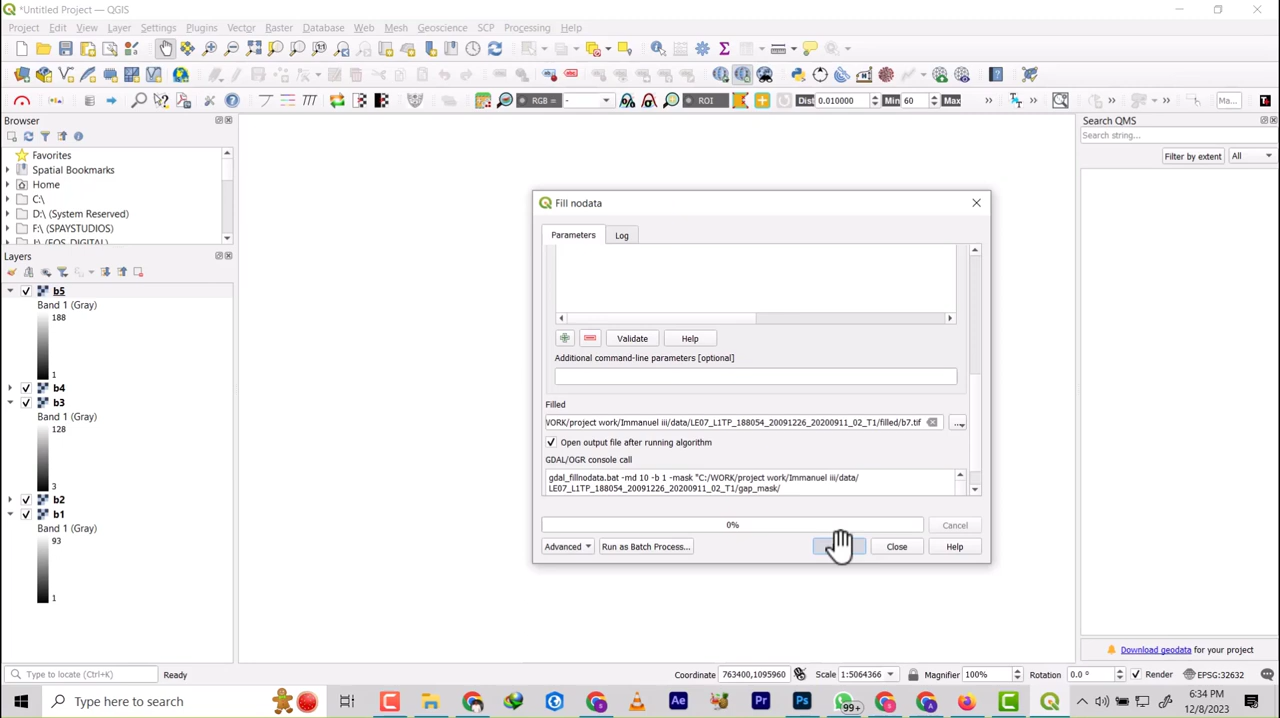 *Untitled Project — QGIS
Project Edit View Layer Settings Plugins Vector Raster Database Web Mesh Geoscience SCP Processing Help
RGB = - ROI Dist 0.010000 Min 60 Max Ma...
Browser
Favorites
Spatial Bookmarks
Home
C:\
D:\ (System Reserved)
F:\ (SPAYSTUDIOS)
Layers
b5
Band 1 (Gray)
188
1
b4
b3
Band 1 (Gray)
128
3
b2
b1
Band 1 (Gray)
93
1
Fill nodata
Parameters Log
Validate Help
Additional command-line parameters [optional]
Filled
WORK/project work/Immanuel iii/data/LE07_L1TP_188054_20091226_20200911_02_T1/filled/b7.tif
...
Open output file after running algorithm
GDAL/OGR console call
gdal_fillnodata.bat -md 10 -b 1 -mask "C:/WORK/project work/Immanuel iii/data/
LE07_L1TP_188054_20091226_20200911_02_T1/gap_mask/
0% Cancel
Advanced Run as Batch Process... Close Help
Search QMS
Search string...
Filter by extent All
Download geodata for your project
Type to locate (Ctrl+K) Ready Coordinate 763400,1095960 Scale 1:5064366 Magnifier 100% Rotation 0.0 ° Render EPSG:32632
Type here to search
Ae Pr Ps 99+
9:34 PM
12/8/2023